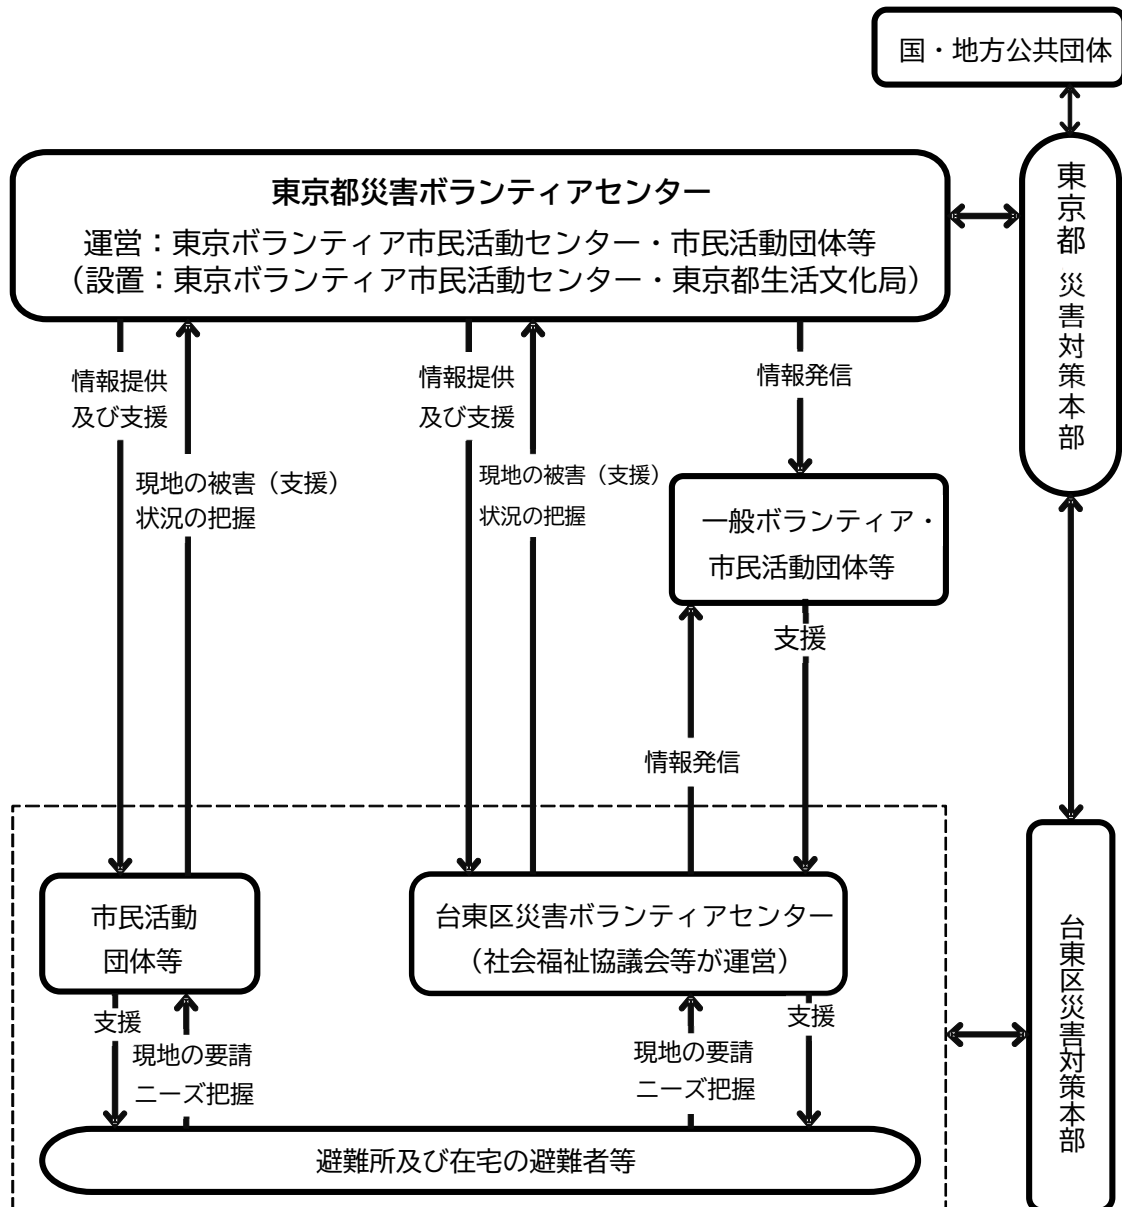 国・地方公共団体
東京都災害ボランティアセンター
運営：東京ボランティア市民活動センター・市民活動団体等
（設置：東京ボランティア市民活動センター・東京都生活文化局）
東京都 災害対策本部
情報提供
及び支援
現地の被害（支援）
状況の把握
情報提供
及び支援
現地の被害（支援）
状況の把握
情報発信
一般ボランティア・
市民活動団体等
支援
情報発信
市民活動
団体等
台東区災害ボランティアセンター
（社会福祉協議会等が運営）
台東区災害対策本部
支援
現地の要請
ニーズ把握
現地の要請
ニーズ把握
支援
避難所及び在宅の避難者等